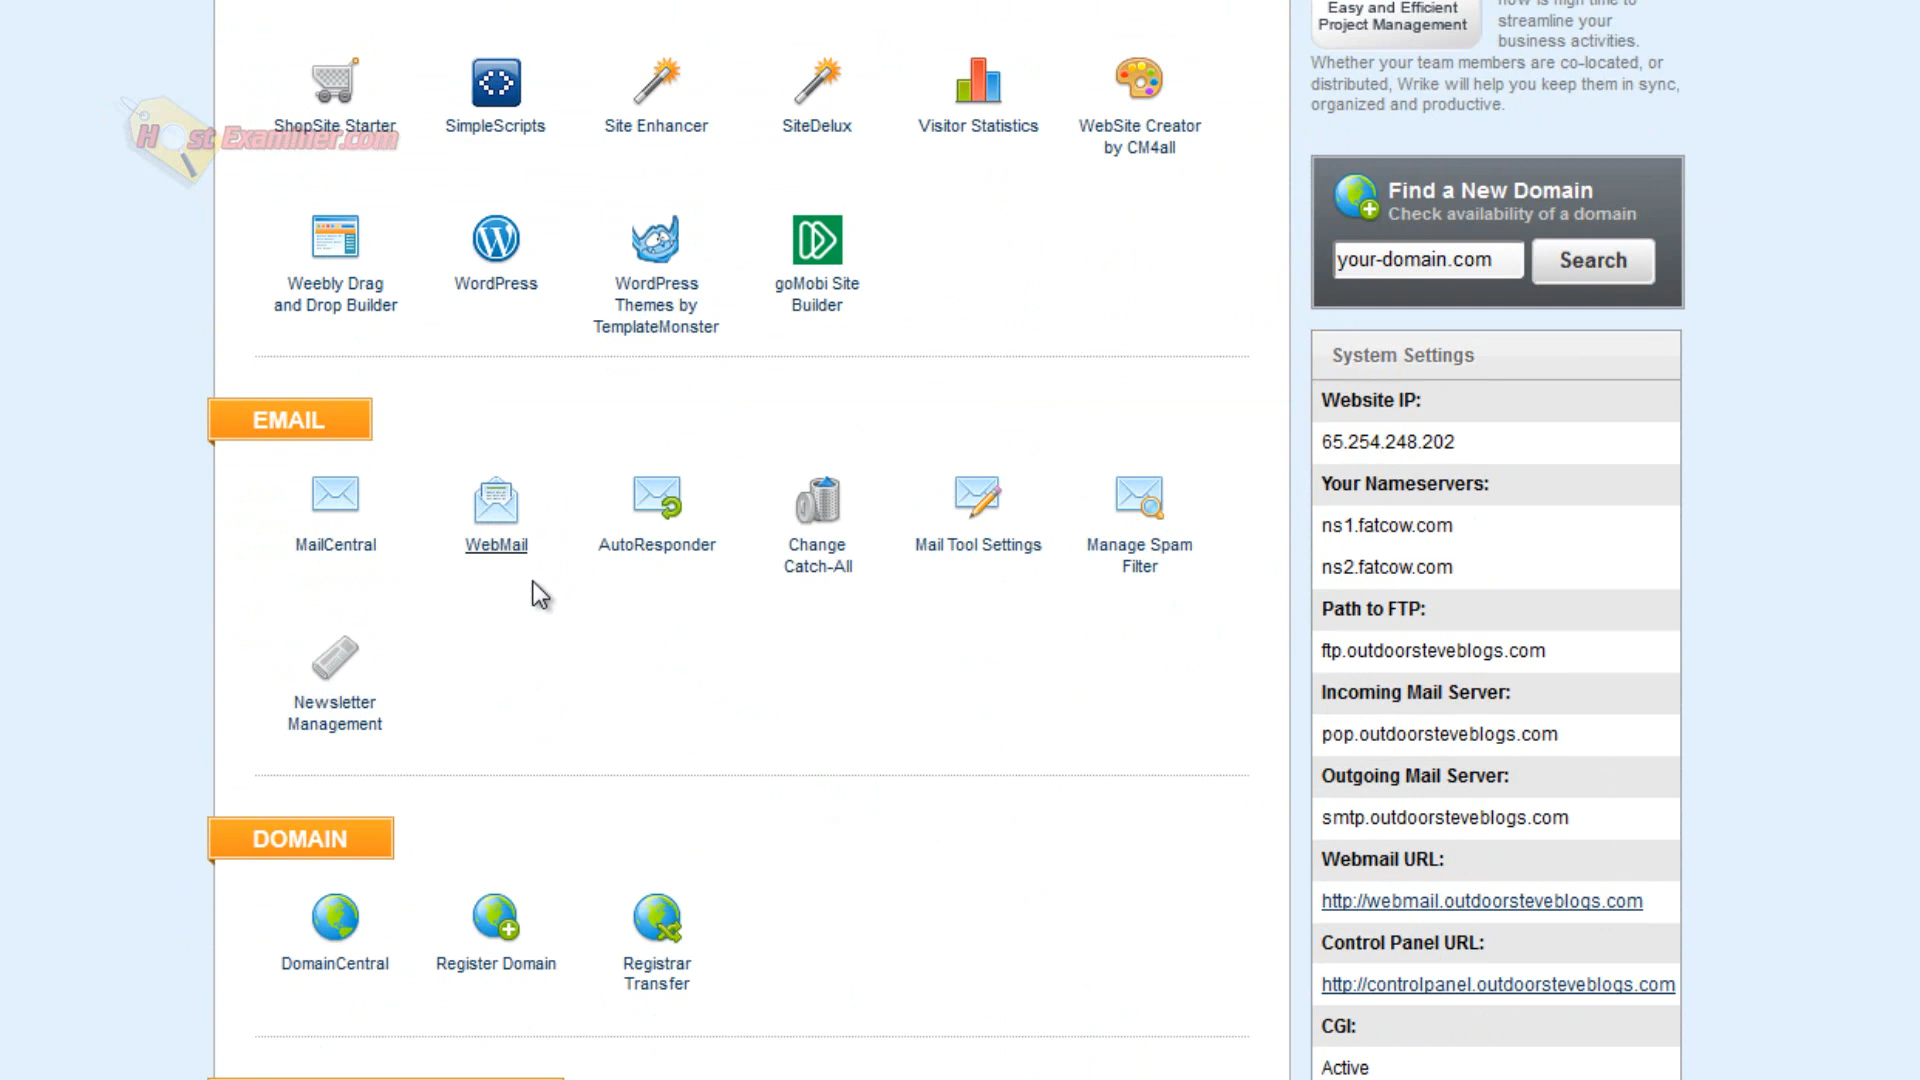 Easy and Efficient
Project Management
streamline your
business activities.
Whether your team members are co-located, or
distributed, Wrike will help you keep them in sync,
organized and productive.
Host Examiner.com
ShopSite Starter
SimpleScripts
Site Enhancer
SiteDelux
Visitor Statistics
WebSite Creator
by CM4all
Weebly Drag
and Drop Builder
WordPress
WordPress
Themes by
TemplateMonster
goMobi Site
Builder
Find a New Domain
Check availability of a domain
your-domain.com
Search
EMAIL
MailCentral
WebMail
AutoResponder
Change
Catch-All
Mail Tool Settings
Manage Spam
Filter
Newsletter
Management
DOMAIN
DomainCentral
Register Domain
Registrar
Transfer
System Settings
Website IP:
65.254.248.202
Your Nameservers:
ns1.fatcow.com
ns2.fatcow.com
Path to FTP:
ftp.outdoorsteveblogs.com
Incoming Mail Server:
pop.outdoorsteveblogs.com
Outgoing Mail Server:
smtp.outdoorsteveblogs.com
Webmail URL:
http://webmail.outdoorsteveblogs.com
Control Panel URL:
http://controlpanel.outdoorsteveblogs.com
CGI:
Active